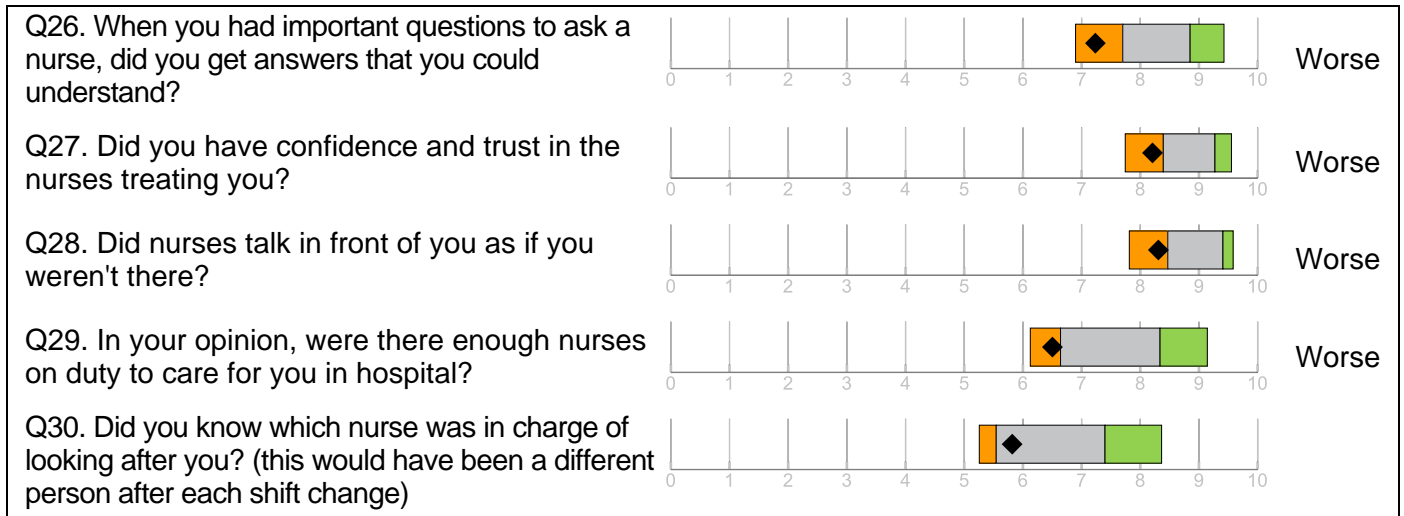 Q26. When you had important questions to ask a
nurse, did you get answers that you could
understand?
Worse
0 1 2 3 4 5 6 7 8 9 10
Q27. Did you have confidence and trust in the
nurses treating you?
Worse
0 1 2 3 4 5 6 7 8 9 10
Q28. Did nurses talk in front of you as if you
weren't there?
Worse
0 1 2 3 4 5 6 7 8 9 10
Q29. In your opinion, were there enough nurses
on duty to care for you in hospital?
Worse
0 1 2 3 4 5 6 7 8 9 10
Q30. Did you know which nurse was in charge of
looking after you? (this would have been a different
person after each shift change)
0 1 2 3 4 5 6 7 8 9 10